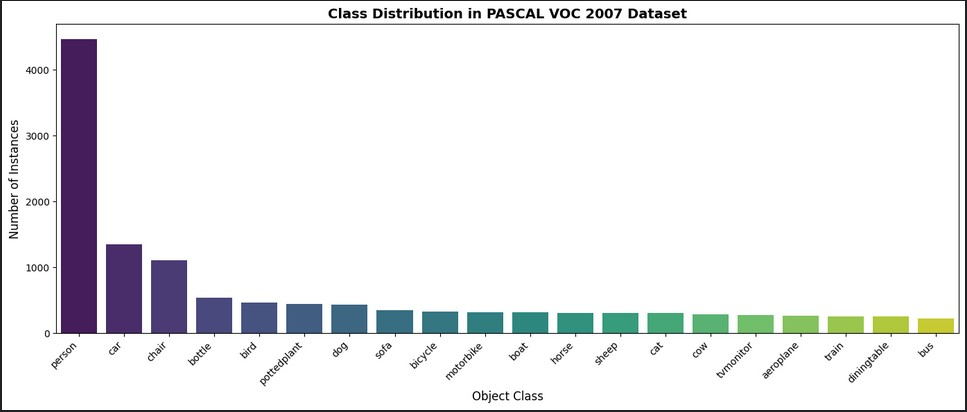 Class Distribution in PASCAL VOC 2007 Dataset
Number of Instances
4000
3000
2000
1000
0
person
car
chair
bottle
bird
pottedplant
dog
sofa
bicycle
motorbike
boat
horse
sheep
cat
cow
tvmonitor
aeroplane
train
diningtable
bus
Object Class